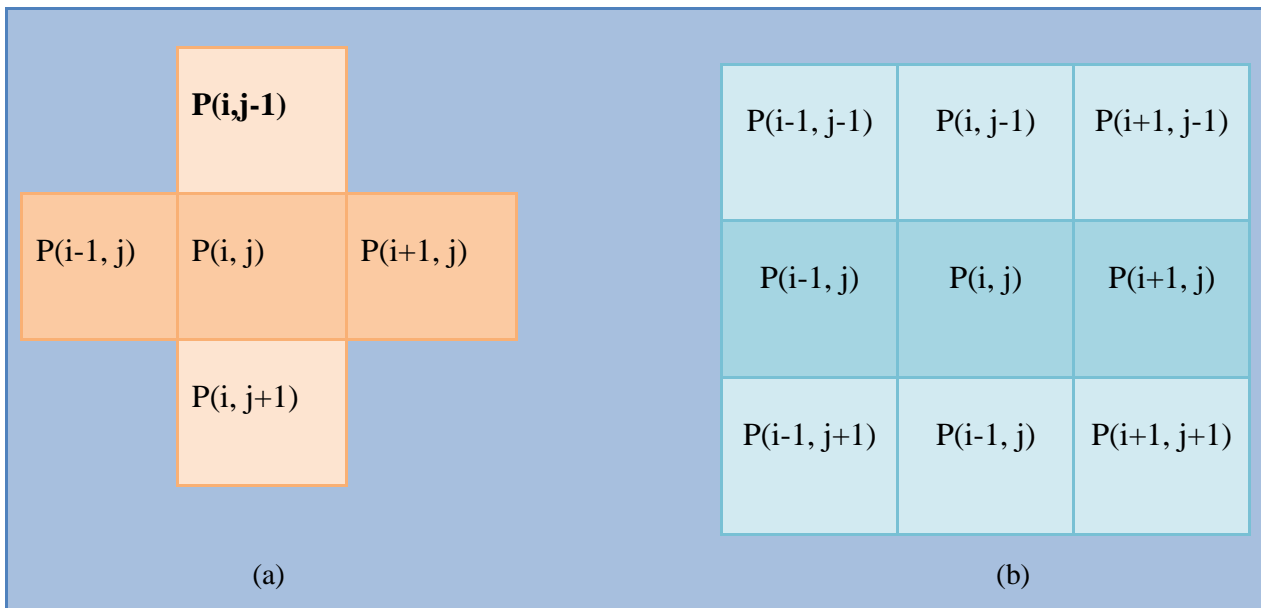 P(i,j-1)
P(i-1, j) P(i, j) P(i+1, j)
P(i, j+1)
(a)
P(i-1, j-1) P(i, j-1) P(i+1, j-1)
P(i-1, j) P(i, j) P(i+1, j)
P(i-1, j+1) P(i-1, j) P(i+1, j+1)
(b)